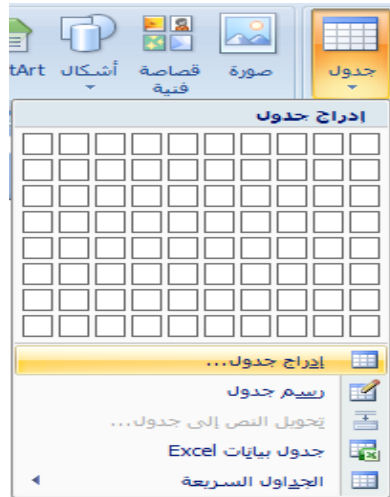 جدول
صورة
قصاصة فنية
أشكال
tArt
إدراج جدول
إدراج جدول...
رسم جدول
تحويل النص إلى جدول...
جدول بيانات Excel
الجداول السريعة